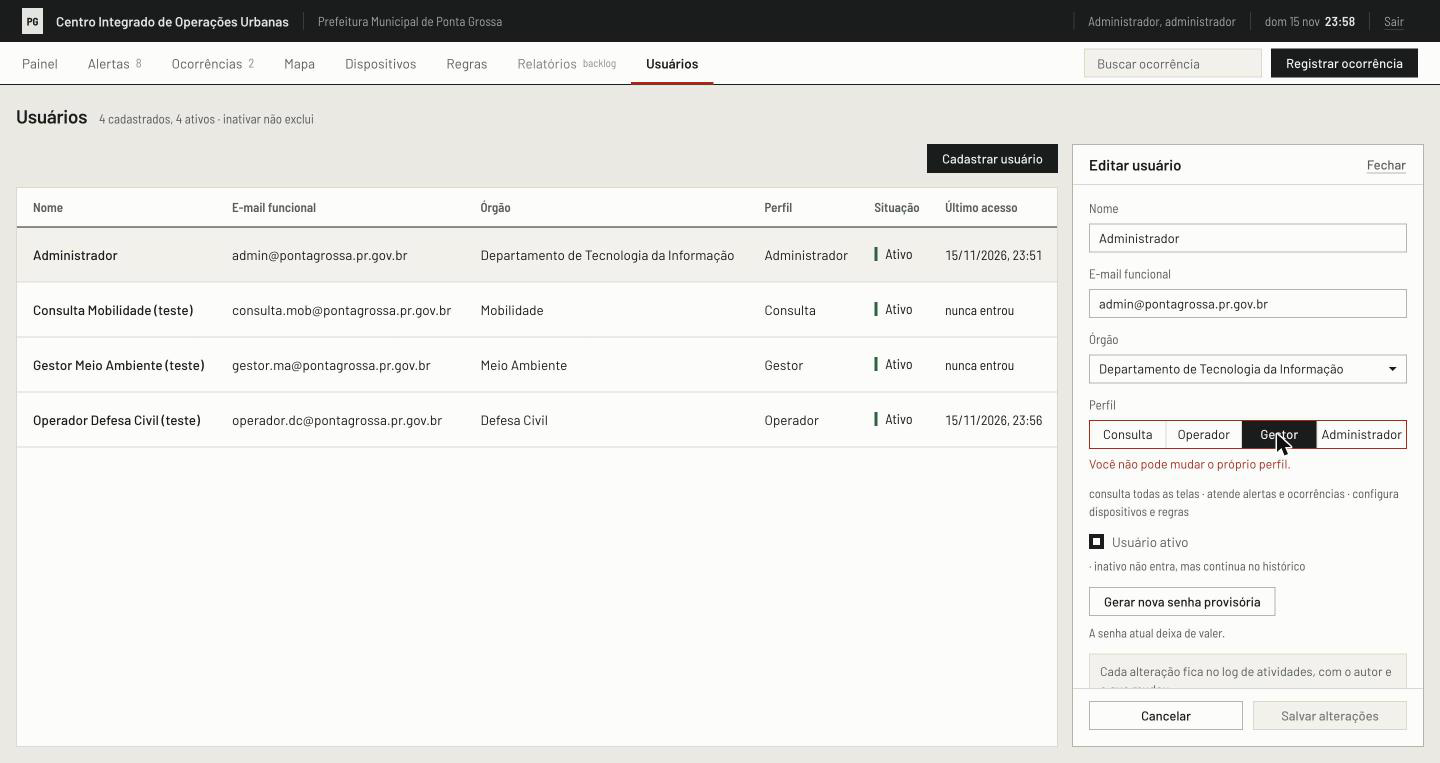 PG Centro Integrado de Operações Urbanas Prefeitura Municipal de Ponta Grossa Administrador, administrador dom 15 nov 23:58 Sair
Painel Alertas 8 Ocorrências 2 Mapa Dispositivos Regras Relatórios backlog Usuários Buscar ocorrência Registrar ocorrência
Usuários 4 cadastrados, 4 ativos · inativar não exclui
Cadastrar usuário
Nome E-mail funcional Órgão Perfil Situação Último acesso
Administrador admin@pontagrossa.pr.gov.br Departamento de Tecnologia da Informação Administrador Ativo 15/11/2026, 23:51
Consulta Mobilidade (teste) consulta.mob@pontagrossa.pr.gov.br Mobilidade Consulta Ativo nunca entrou
Gestor Meio Ambiente (teste) gestor.ma@pontagrossa.pr.gov.br Meio Ambiente Gestor Ativo nunca entrou
Operador Defesa Civil (teste) operador.dc@pontagrossa.pr.gov.br Defesa Civil Operador Ativo 15/11/2026, 23:56
Editar usuário Fechar
Nome
Administrador
E-mail funcional
admin@pontagrossa.pr.gov.br
Órgão
Departamento de Tecnologia da Informação
Perfil
Consulta Operador Gestor Administrador
Você não pode mudar o próprio perfil.
consulta todas as telas · atende alertas e ocorrências · configura
dispositivos e regras
Usuário ativo
· inativo não entra, mas continua no histórico
Gerar nova senha provisória
A senha atual deixa de valer.
Cada alteração fica no log de atividades, com o autor e
Cancelar Salvar alterações